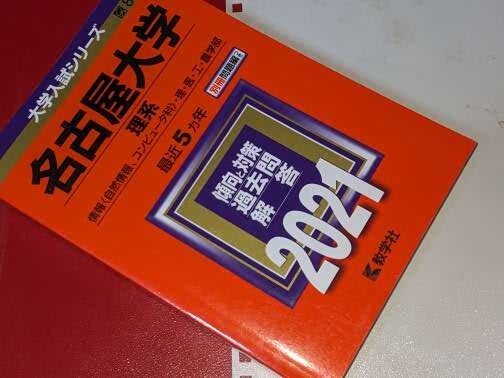 大学入試シリーズ
名古屋大学
理系
情報〈自然情報、コンピュータ科〉・理・医・工・農学部
最近5カ年
別冊問題編
傾向と対策
過去問
解答
2021
教学社